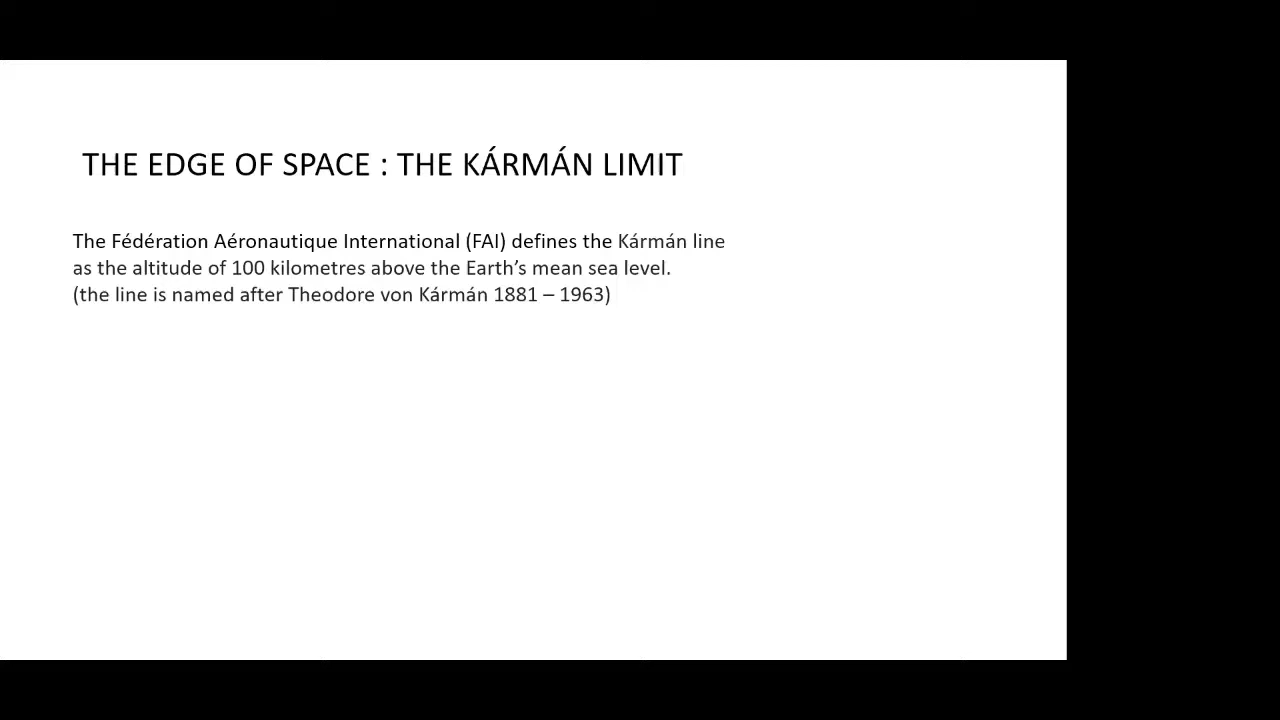 THE EDGE OF SPACE : THE KÁRMÁN LIMIT
The Fédération Aéronautique International (FAI) defines the Kármán line
as the altitude of 100 kilometres above the Earth’s mean sea level.
(the line is named after Theodore von Kármán 1881 – 1963)